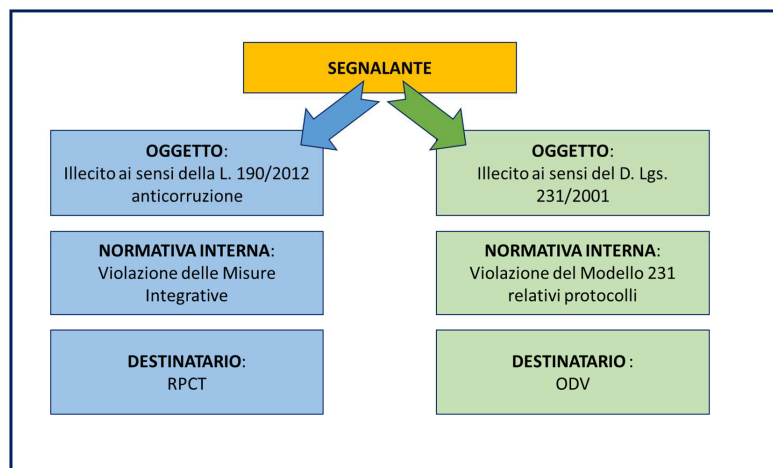 SEGNALANTE
OGGETTO:
Illecito ai sensi della L. 190/2012
anticorruzione
NORMATIVA INTERNA:
Violazione delle Misure
Integrative
DESTINATARIO:
RPCT
OGGETTO:
Illecito ai sensi del D. Lgs.
231/2001
NORMATIVA INTERNA:
Violazione del Modello 231
relativi protocolli
DESTINATARIO :
ODV